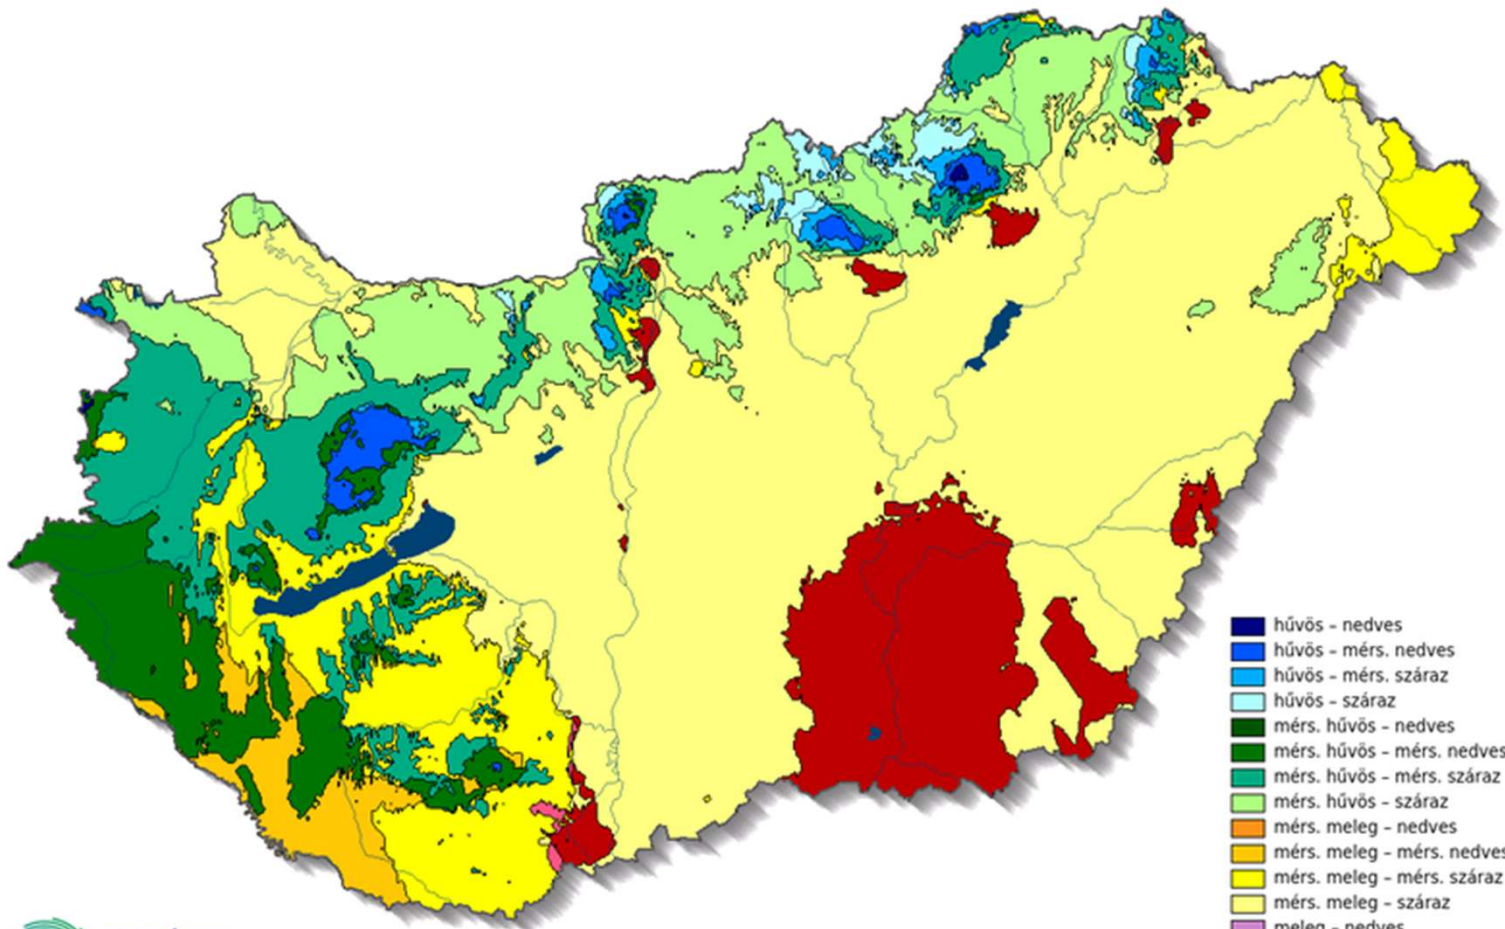 hűvös – nedves
hűvös – mérs. nedves
hűvös – mérs. száraz
hűvös – száraz
mérs. hűvös – nedves
mérs. hűvös – mérs. nedves
mérs. hűvös – mérs. száraz
mérs. hűvös – száraz
mérs. meleg – nedves
mérs. meleg – mérs. nedves
mérs. meleg – mérs. száraz
mérs. meleg – száraz
meleg – nedves